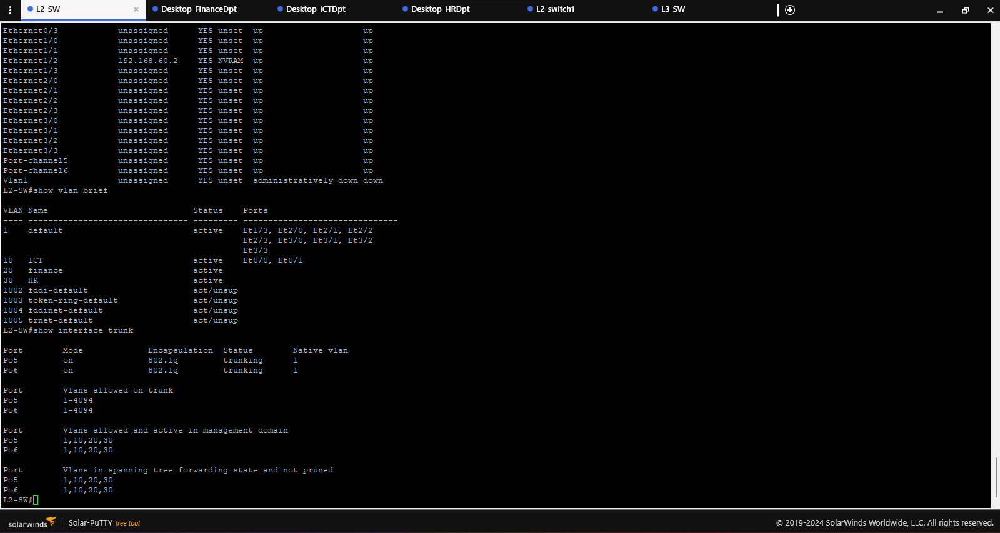 L2-SW × Desktop-FinanceDpt Desktop-ICTDpt Desktop-HRDpt L2-switch1 L3-SW
Ethernet0/3 unassigned YES unset up up
Ethernet1/0 unassigned YES unset up up
Ethernet1/1 unassigned YES unset up up
Ethernet1/2 192.168.60.2 YES NVRAM up up
Ethernet1/3 unassigned YES unset up up
Ethernet2/0 unassigned YES unset up up
Ethernet2/1 unassigned YES unset up up
Ethernet2/2 unassigned YES unset up up
Ethernet2/3 unassigned YES unset up up
Ethernet3/0 unassigned YES unset up up
Ethernet3/1 unassigned YES unset up up
Ethernet3/2 unassigned YES unset up up
Ethernet3/3 unassigned YES unset up up
Port-channel5 unassigned YES unset up up
Port-channel6 unassigned YES unset up up
Vlan1 unassigned YES unset administratively down down
L2-SW#show vlan brief
VLAN Name Status Ports
---- -------------------------------- --------- -------------------------------
1 default active Et1/3, Et2/0, Et2/1, Et2/2
Et2/3, Et3/0, Et3/1, Et3/2
Et3/3
10 ICT active Et0/0, Et0/1
20 finance active
30 HR active
1002 fddi-default act/unsup
1003 token-ring-default act/unsup
1004 fddinet-default act/unsup
1005 trnet-default act/unsup
L2-SW#show interface trunk
Port Mode Encapsulation Status Native vlan
Po5 on 802.1q trunking 1
Po6 on 802.1q trunking 1
Port Vlans allowed on trunk
Po5 1-4094
Po6 1-4094
Port Vlans allowed and active in management domain
Po5 1,10,20,30
Po6 1,10,20,30
Port Vlans in spanning tree forwarding state and not pruned
Po5 1,10,20,30
Po6 1,10,20,30
L2-SW#
solarwinds Solar-PuTTY free tool © 2019-2024 SolarWinds Worldwide, LLC. All rights reserved.